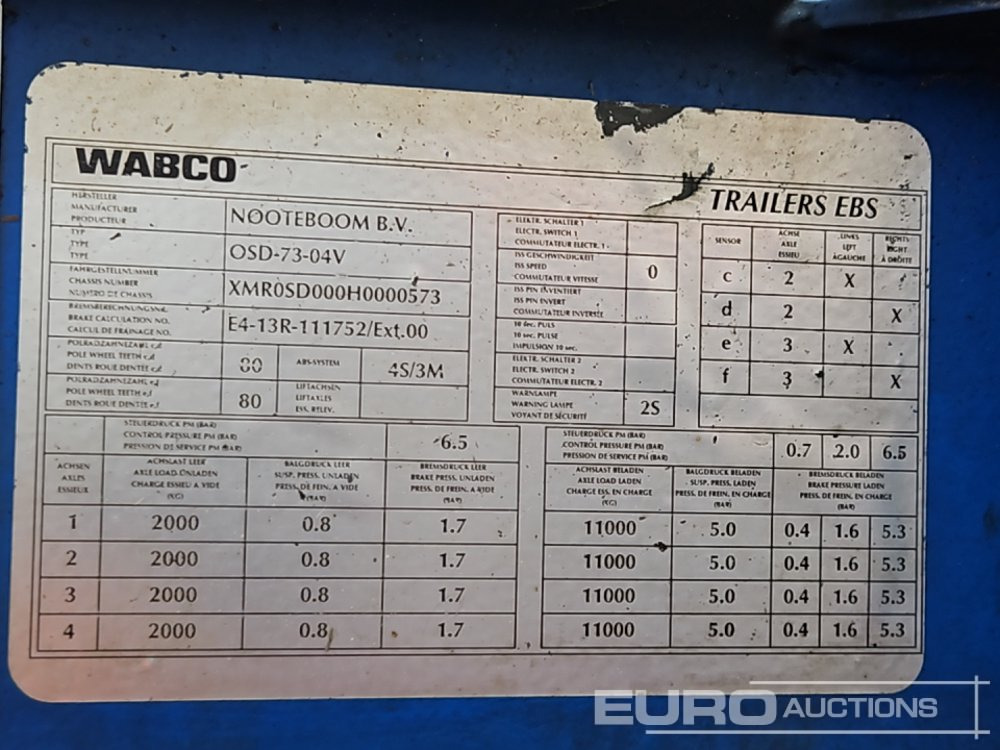 WABCO
TRAILERS EBS
HERSTELLER
MANUFACTURER
PRODUCTEUR
NOOTEBOOM B.V.
TYP
TYPE
TYPE
OSD-73-04V
FAHRGESTELLNUMMER
CHASSIS NUMBER
NUMERO DE CHASSIS
XMR0SD000H0000573
BREMSBERECHNUNGSNR.
BRAKE CALCULATION NO.
CALCUL DE FRAINAGE NO.
E4-13R-111752/Ext.00
POLRADZAHNEZAHL c,d
POLE WHEEL TEETH c,d
DENTS ROUE DENTEE c,d
80
ABS-SYSTEM
4S/3M
POLRADZAHNEZAHL e,f
POLE WHEEL TEETH e,f
DENTS ROUE DENTEE e,f
80
LIFTACHSEN
LIFTAXLES
ESS. RELEV.
ELEKTR. SCHALTER 1
ELECTR. SWITCH 1
COMMUTATEUR ELECTR. 1
ISS GESCHWINDIGKEIT
ISS SPEED
COMMUTATEUR VITESSE
0
ISS PIN INVENTIERT
ISS PIN INVERT
COMMUTATEUR INVERSÉE
10 sec. PULS
10 sec. PULSE
IMPULSION 10 sec.
ELEKTR. SCHALTER 2
ELECTR. SWITCH 2
COMMUTATEUR ELECTR. 2
WARNLAMPE
WARNING LAMPE
VOYANT DE SÉCURITÉ
2S
SENSOR
ACHSE
AXLE
ESSIEU
LINKS
LEFT
ÀGAUCHE
RECHTS
RIGHT
À DROITE
c 2 X
d 2 X
e 3 X
f 3 X
STEUERDRUCK PM (BAR)
CONTROL PRESSURE PM (BAR)
PRESSION DE SERVICE PM (BAR)
6.5
ACHSEN
AXLES
ESSIEUX
ACHSLAST LEER
AXLE LOAD UNLADEN
CHARGE ESSIEU A VIDE
(KG)
BALGDRUCK LEER
SUSP. PRESS. UNLADEN
PRESS. DE FEIN. A VIDE
(BAR)
BREMSDRUCK LEER
BRAKE PRESS. UNLADEN
PRESS. DE FREIN. A VIDE
(BAR)
1 2000 0.8 1.7
2 2000 0.8 1.7
3 2000 0.8 1.7
4 2000 0.8 1.7
STEUERDRUCK PM (BAR)
CONTROL PRESSURE PM (BAR)
PRESSION DE SERVICE PM (BAR)
0.7 2.0 6.5
ACHSLAST BELADEN
AXLE LOAD LADEN
CHARGE ESS. EN CHARGE
(KG)
BALGDRUCK BELADEN
SUSP. PRESS. LADEN
PRESS. DE FREIN. EN CHARGE
(BAR)
BREMSDRUCK BELADEN
BRAKE PRESSURE LADEN
PRESS. DE FREIN. EN CHARGE
(BAR)
11000 5.0 0.4 1.6 5.3
11000 5.0 0.4 1.6 5.3
11000 5.0 0.4 1.6 5.3
11000 5.0 0.4 1.6 5.3
EURO AUCTIONS